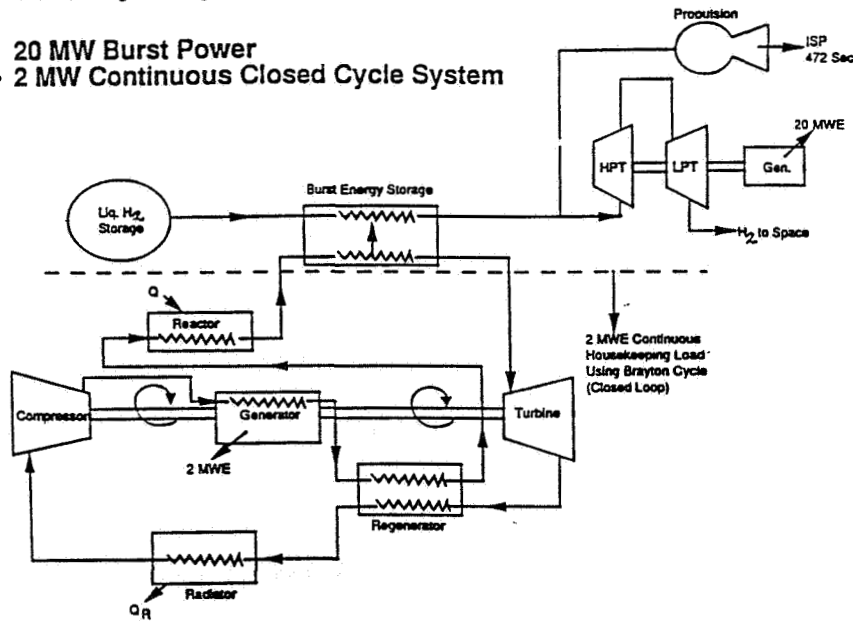 20 MW Burst Power
2 MW Continuous Closed Cycle System
Propulsion
ISP
472 Sec
20 MWE
HPT
LPT
Gen.
Burst Energy Storage
Liq. H2
Storage
H2 to Space
Q
Reactor
2 MWE Continuous
Housekeeping Load
Using Brayton Cycle
(Closed Loop)
Compressor
Generator
Turbine
2 MWE
Regenerator
Radiator
QR